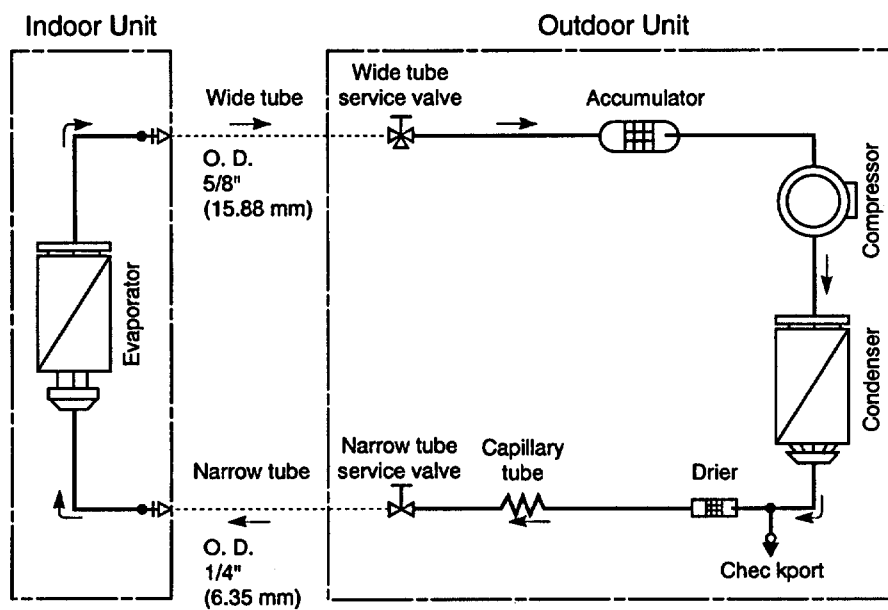 Indoor Unit
Outdoor Unit
Wide tube
Wide tube
service valve
Accumulator
O. D.
5/8"
(15.88 mm)
Compressor
Evaporator
Condenser
Narrow tube
Narrow tube
service valve
Capillary
tube
Drier
O. D.
1/4"
(6.35 mm)
Chec kport